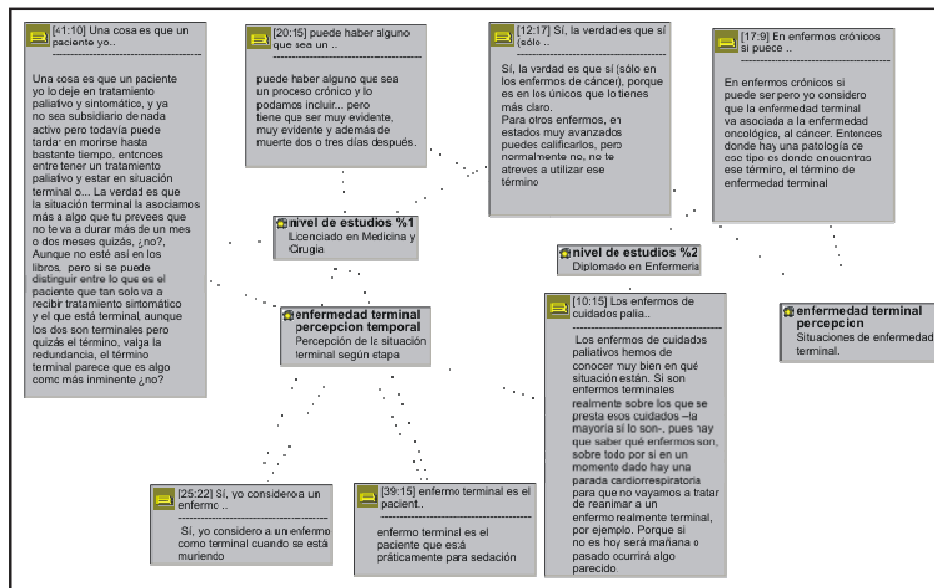 [41:10] Una cosa es que un
paciente yo..
Una cosa es que un paciente
yo lo deje en tratamiento
paliativo y sintomático, y ya
no sea subsidiario de nada
activo pero todavía puede
tardar en morirse hasta
bastante tiempo, entonces
entre tener un tratamiento
paliativo y estar en situación
terminal o... La verdad es que
la situación terminal la asociamos
más a algo que tu prevees que
no te va a durar más de un mes
o dos meses quizás, ¿no?,
Aunque no esté así en los
libros, pero si se puede
distinguir entre lo que es el
paciente que tan solo va a
recibir tratamiento sintomático
y el que está terminal, aunque
los dos son terminales pero
quizás el término, valga la
redundancia, el término
terminal parece que es algo
como más inminente ¿no?
[20:15] puede haber alguno
que sea un ..
puede haber alguno que sea
un proceso crónico y lo
podamos incluir... pero
tiene que ser muy evidente,
muy evidente y además de
muerte dos o tres días después.
[12:17] Sí, la verdad es que sí
(sólo ..
Sí, la verdad es que sí (sólo en
los enfermos de cáncer), porque
es en los únicos que lo tienes
más claro.
Para otros enfermos, en
estados muy avanzados
puedes calificarlos, pero
normalmente no, no te
atreves a utilizar ese
término
[17:9] En enfermos crónicos
si puece ..
En enfermos crónicos si
puede ser pero yo considero
que la enfermedad terminal
va asociada a la enfermedad
oncológica, al cáncer. Entonces
donde hay una patología de
ese tipo es donde encuentras
ese término, el término de
enfermedad terminal
nivel de estudios %1
Licenciado en Medicina y
Cirugia
nivel de estudios %2
Diplomado en Enfermeria
enfermedad terminal
percepcion temporal
Percepción de la situación
terminal según etapa
enfermedad terminal
percepcion
Situaciones de enfermedad
terminal.
[10:15] Los enfermos de
cuidados palia..
Los enfermos de cuidados
paliativos hemos de
conocer muy bien en qué
situación están. Si son
enfermos terminales
realmente sobre los que se
presta esos cuidados –la
mayoría sí lo son-, pues hay
que saber qué enfermos son,
sobre todo por si en un
momento dado hay una
parada cardiorrespiratoria
para que no vayamos a tratar
de reanimar a un
enfermo realmente terminal,
por ejemplo. Porque si
no es hoy será mañana o
pasado ocurrirá algo
parecido.
[25:22] Sí, yo considero a un
enfermo ..
Sí, yo considero a un enfermo
como terminal cuando se está
muriendo
[39:15] enfermo terminal es el
pacient..
enfermo terminal es el
paciente que está
práticamente para sedación